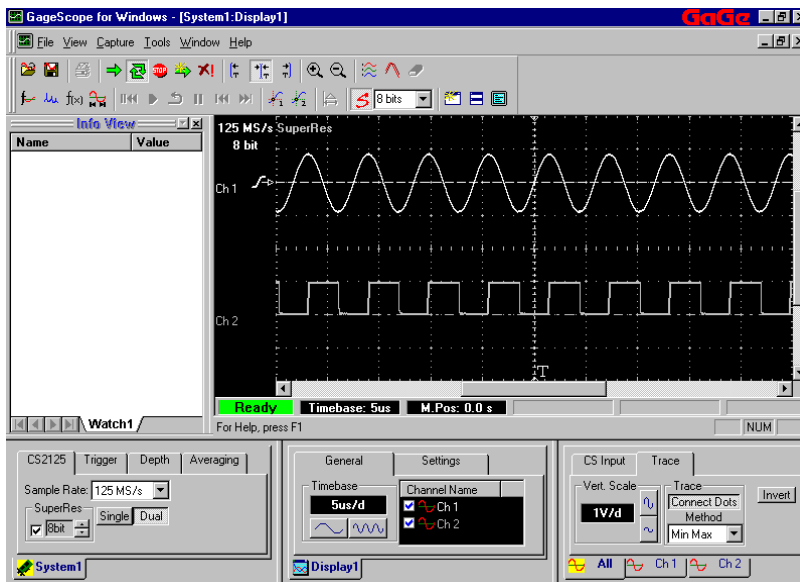 GageScope for Windows - [System1:Display1]
GaGe
File View Capture Tools Window Help
STOP
f(x)
8 bits
Info View
Name Value
125 MS/s SuperRes
8 bit
Ch 1
Ch 2
T
Ready Timebase: 5us M.Pos: 0.0 s
Watch1
For Help, press F1
NUM
CS2125 Trigger Depth Averaging
Sample Rate: 125 MS/s
SuperRes
8bit
Single Dual
System1
General Settings
Timebase
5us/d
Channel Name
Ch 1
Ch 2
Display1
CS Input Trace
Vert. Scale
1V/d
Trace
Connect Dots
Method
Min Max
Invert
All Ch 1 Ch 2